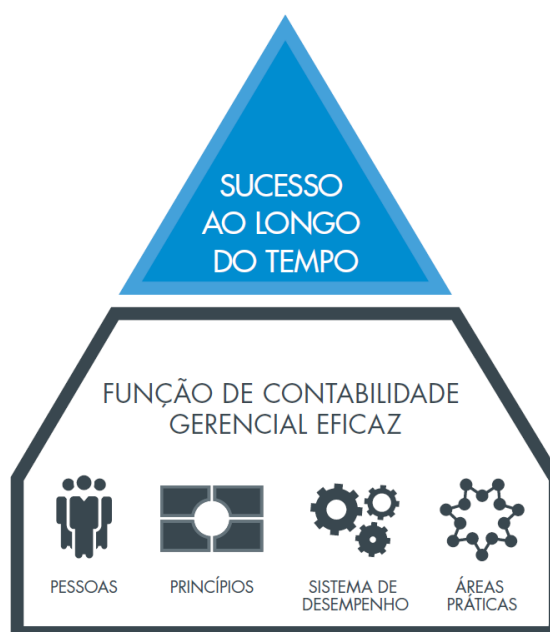 SUCESSO
AO LONGO
DO TEMPO
FUNÇÃO DE CONTABILIDADE
GERENCIAL EFICAZ
PESSOAS
PRINCÍPIOS
SISTEMA DE
DESEMPENHO
ÁREAS
PRÁTICAS